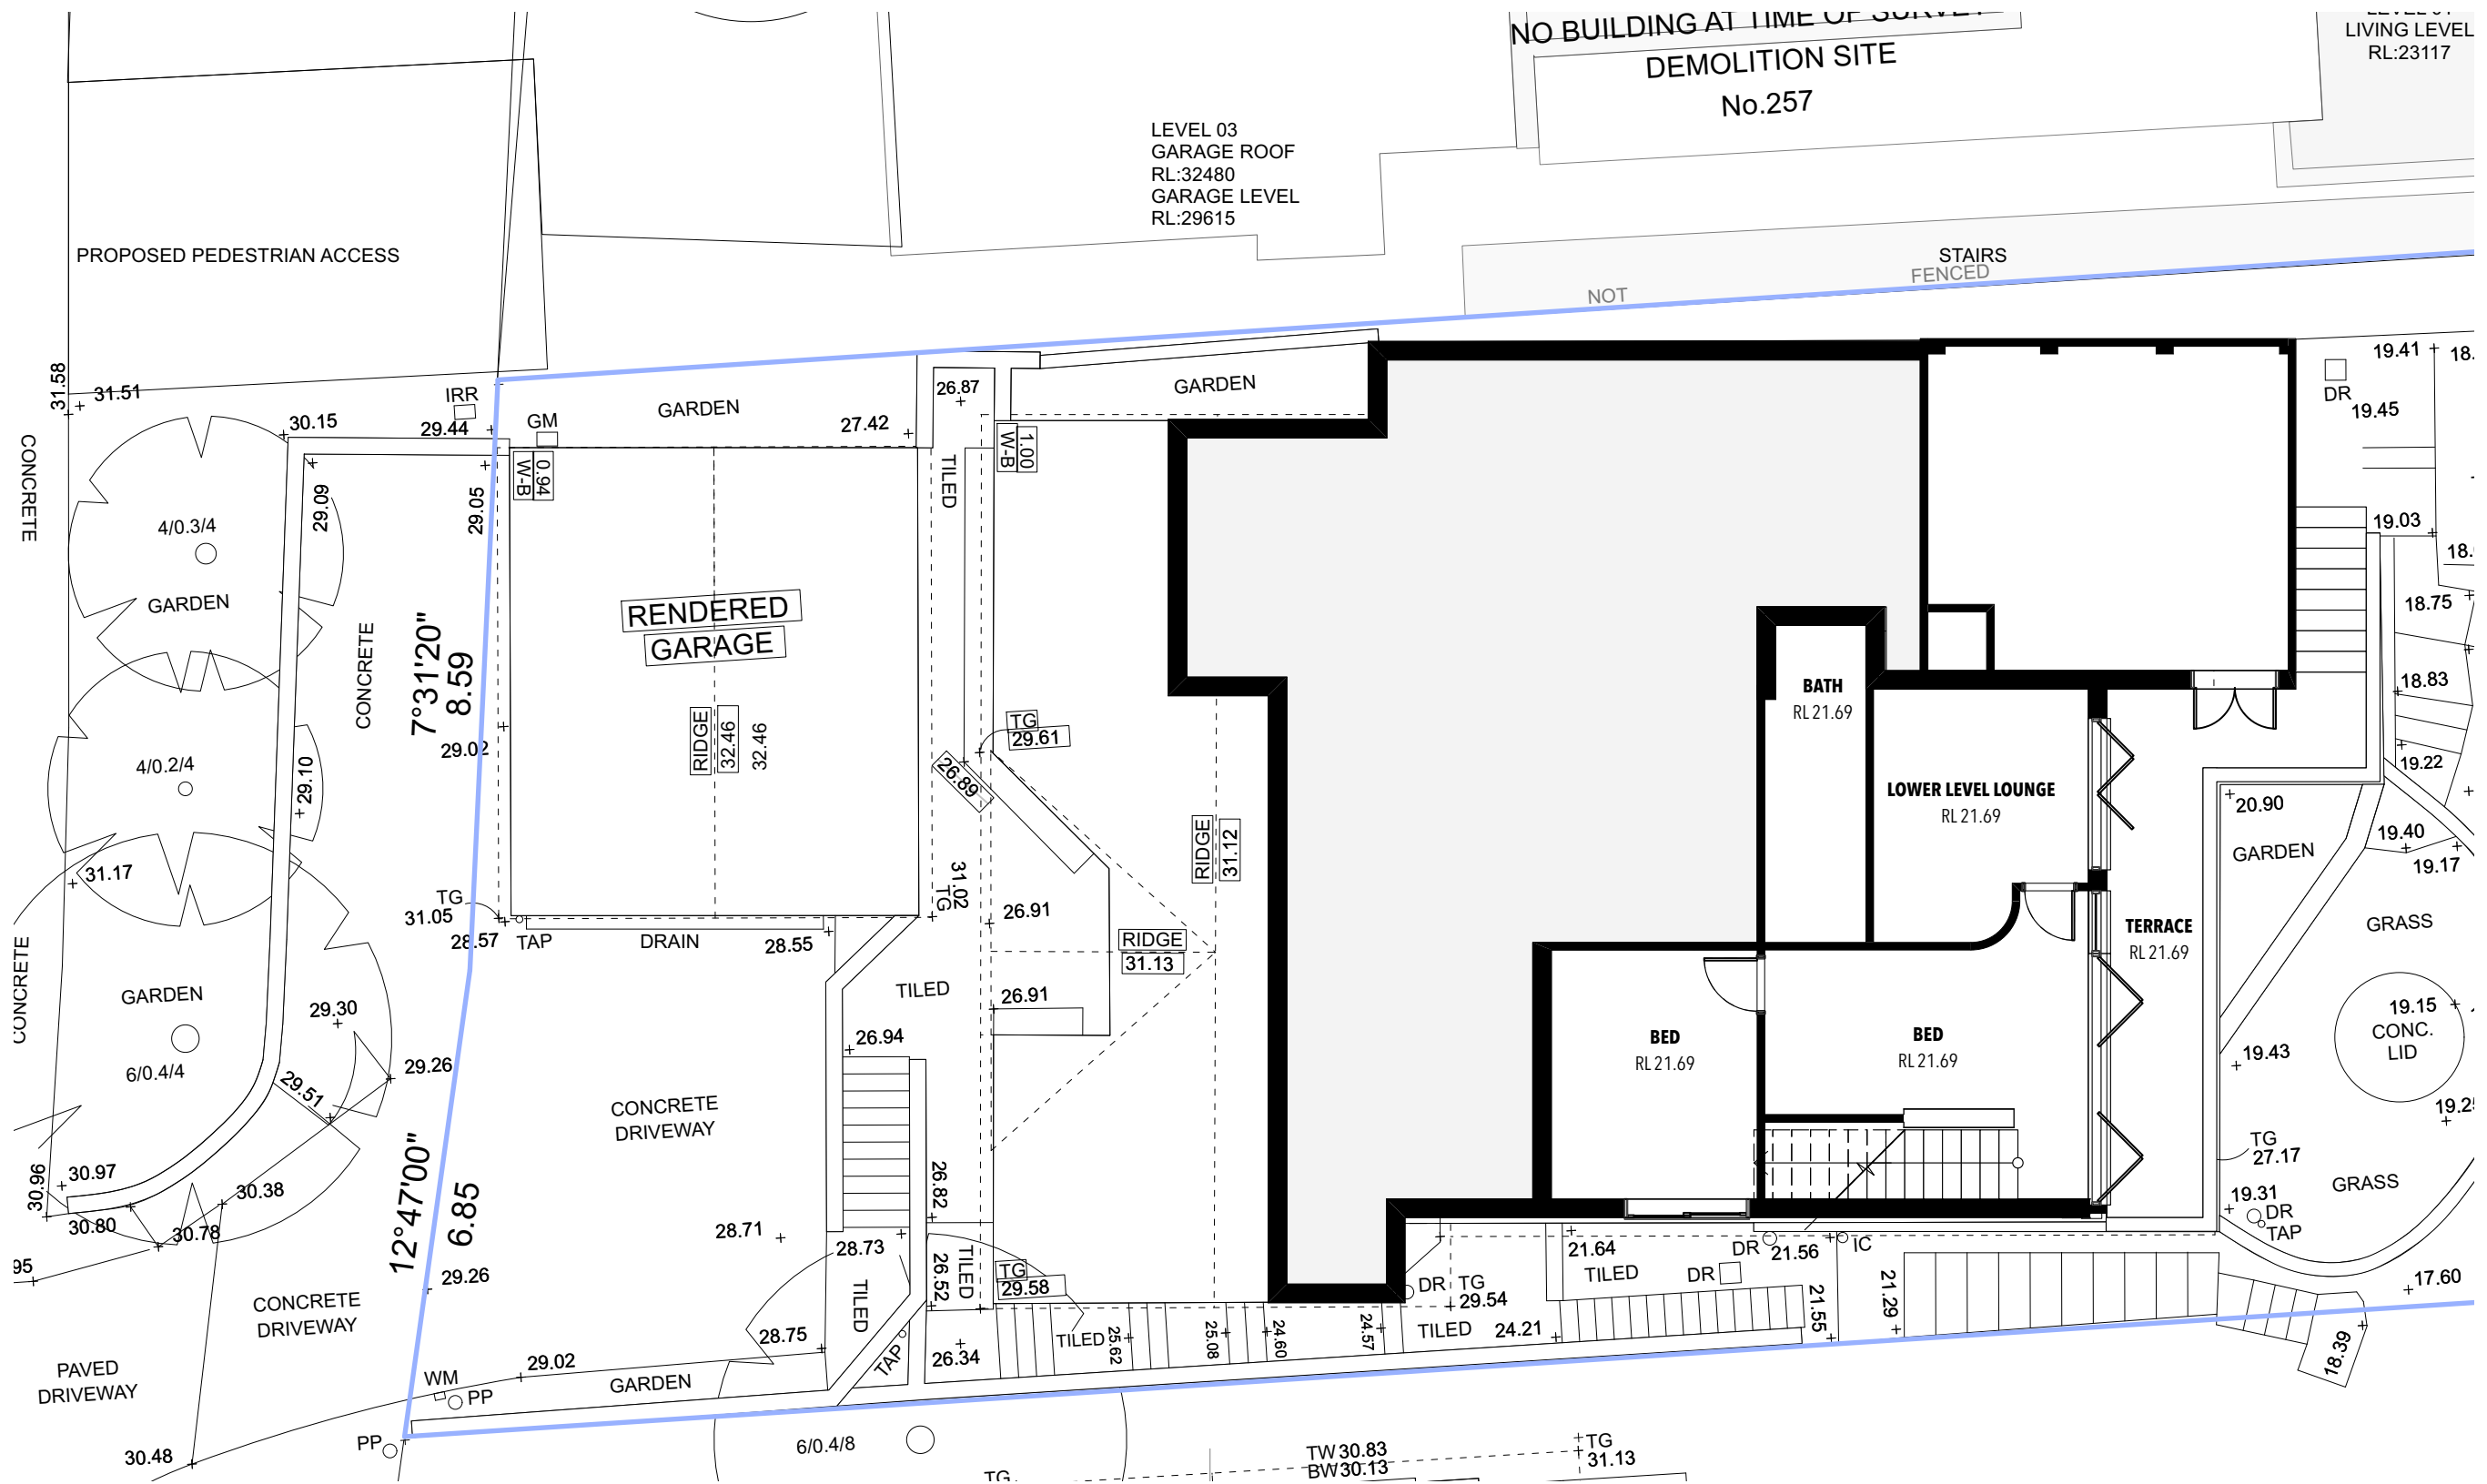 NO BUILDING AT TIME OF SURVEY
DEMOLITION SITE
No.257
LIVING LEVEL
RL:23117
LEVEL 03
GARAGE ROOF
RL:32480
GARAGE LEVEL
RL:29615
PROPOSED PEDESTRIAN ACCESS
STAIRS
FENCED
NOT
31.58
31.51
IRR
30.15
29.44
GM
GARDEN
27.42
26.87
GARDEN
19.41
18.
DR
19.45
CONCRETE
29.09
29.05
W-B
0.94
TILED
W-B
1.00
4/0.3/4
GARDEN
19.03
18.
18.75
CONCRETE
7°31'20"
8.59
RENDERED
GARAGE
RIDGE
32.46
32.46
BATH
RL 21.69
18.83
TG
29.61
29.02
4/0.2/4
29.10
26.89
LOWER LEVEL LOUNGE
RL 21.69
19.22
20.90
19.40
GARDEN
19.17
RIDGE
31.12
31.17
TG
31.05
28.57
TAP
DRAIN
28.55
31.02
TG
26.91
RIDGE
31.13
TERRACE
RL 21.69
GRASS
CONCRETE
GARDEN
29.30
TILED
26.91
26.94
BED
RL 21.69
BED
RL 21.69
19.15
CONC.
LID
19.43
6/0.4/4
29.51
29.26
CONCRETE
DRIVEWAY
19.25
TG
27.17
GRASS
30.96
30.97
30.80
30.78
30.38
12°47'00"
6.85
26.82
28.71
28.73
19.31
DR
TAP
95
29.26
CONCRETE
DRIVEWAY
TILED
26.52
TILED
TG
29.58
DR
TG
29.54
21.64
TILED
DR
DR
21.56
IC
21.55
21.29
17.60
28.75
TAP
26.34
TILED
25.62
25.08
24.60
24.57
TILED
24.21
18.39
PAVED
DRIVEWAY
WM
PP
29.02
GARDEN
PP
30.48
6/0.4/8
TW 30.83
BW 30.13
TG
31.13
TG